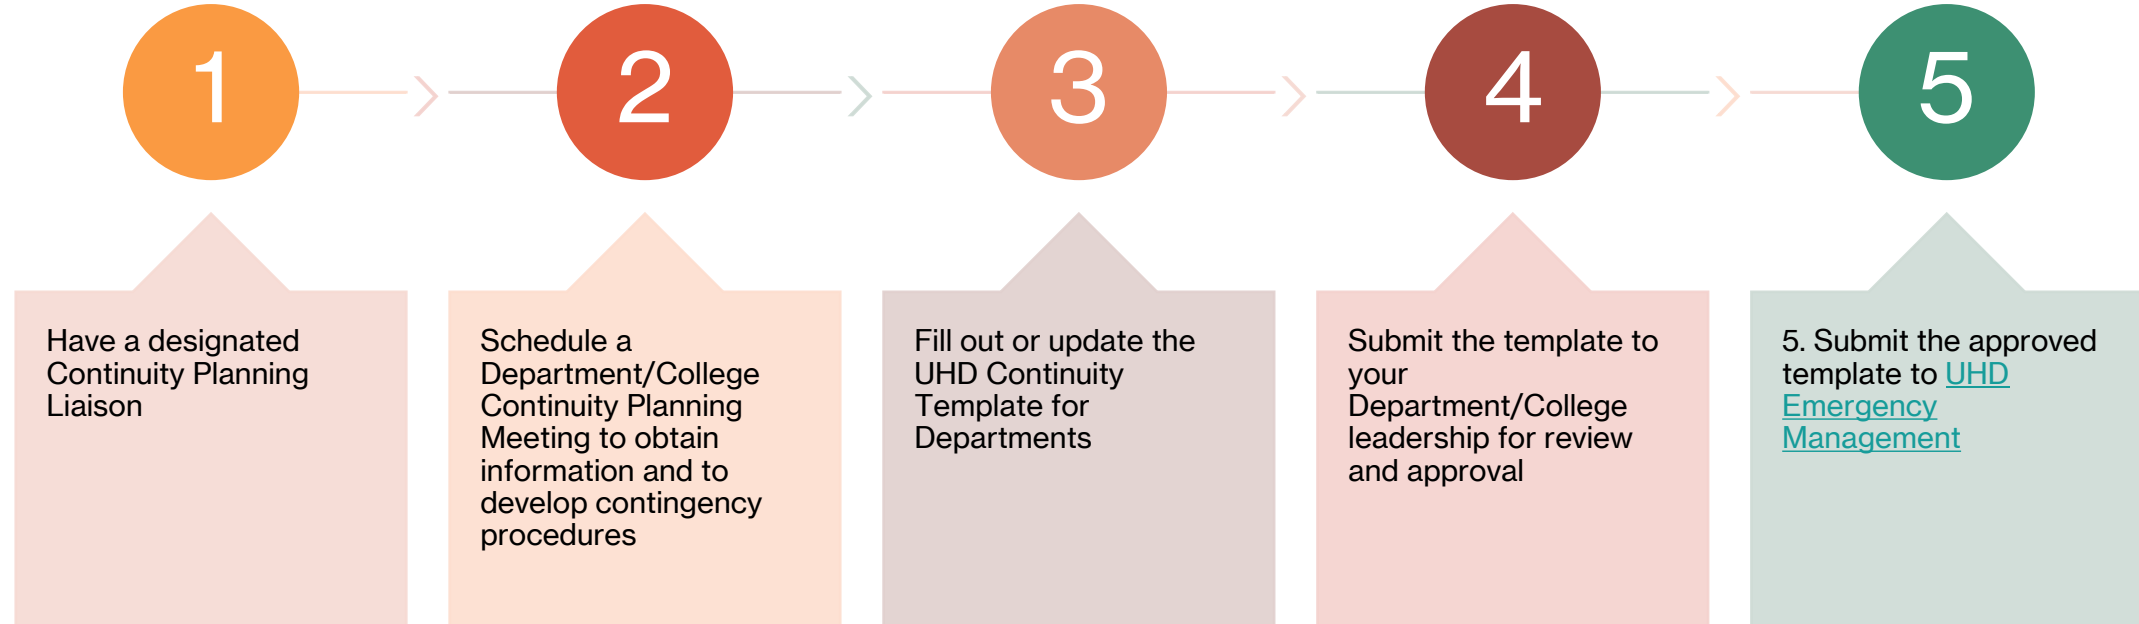 1
2
3
4
5
Have a designated
Continuity Planning
Liaison
Schedule a
Department/College
Continuity Planning
Meeting to obtain
information and to
develop contingency
procedures
Fill out or update the
UHD Continuity
Template for
Departments
Submit the template to
your
Department/College
leadership for review
and approval
5. Submit the approved
template to UHD
Emergency
Management